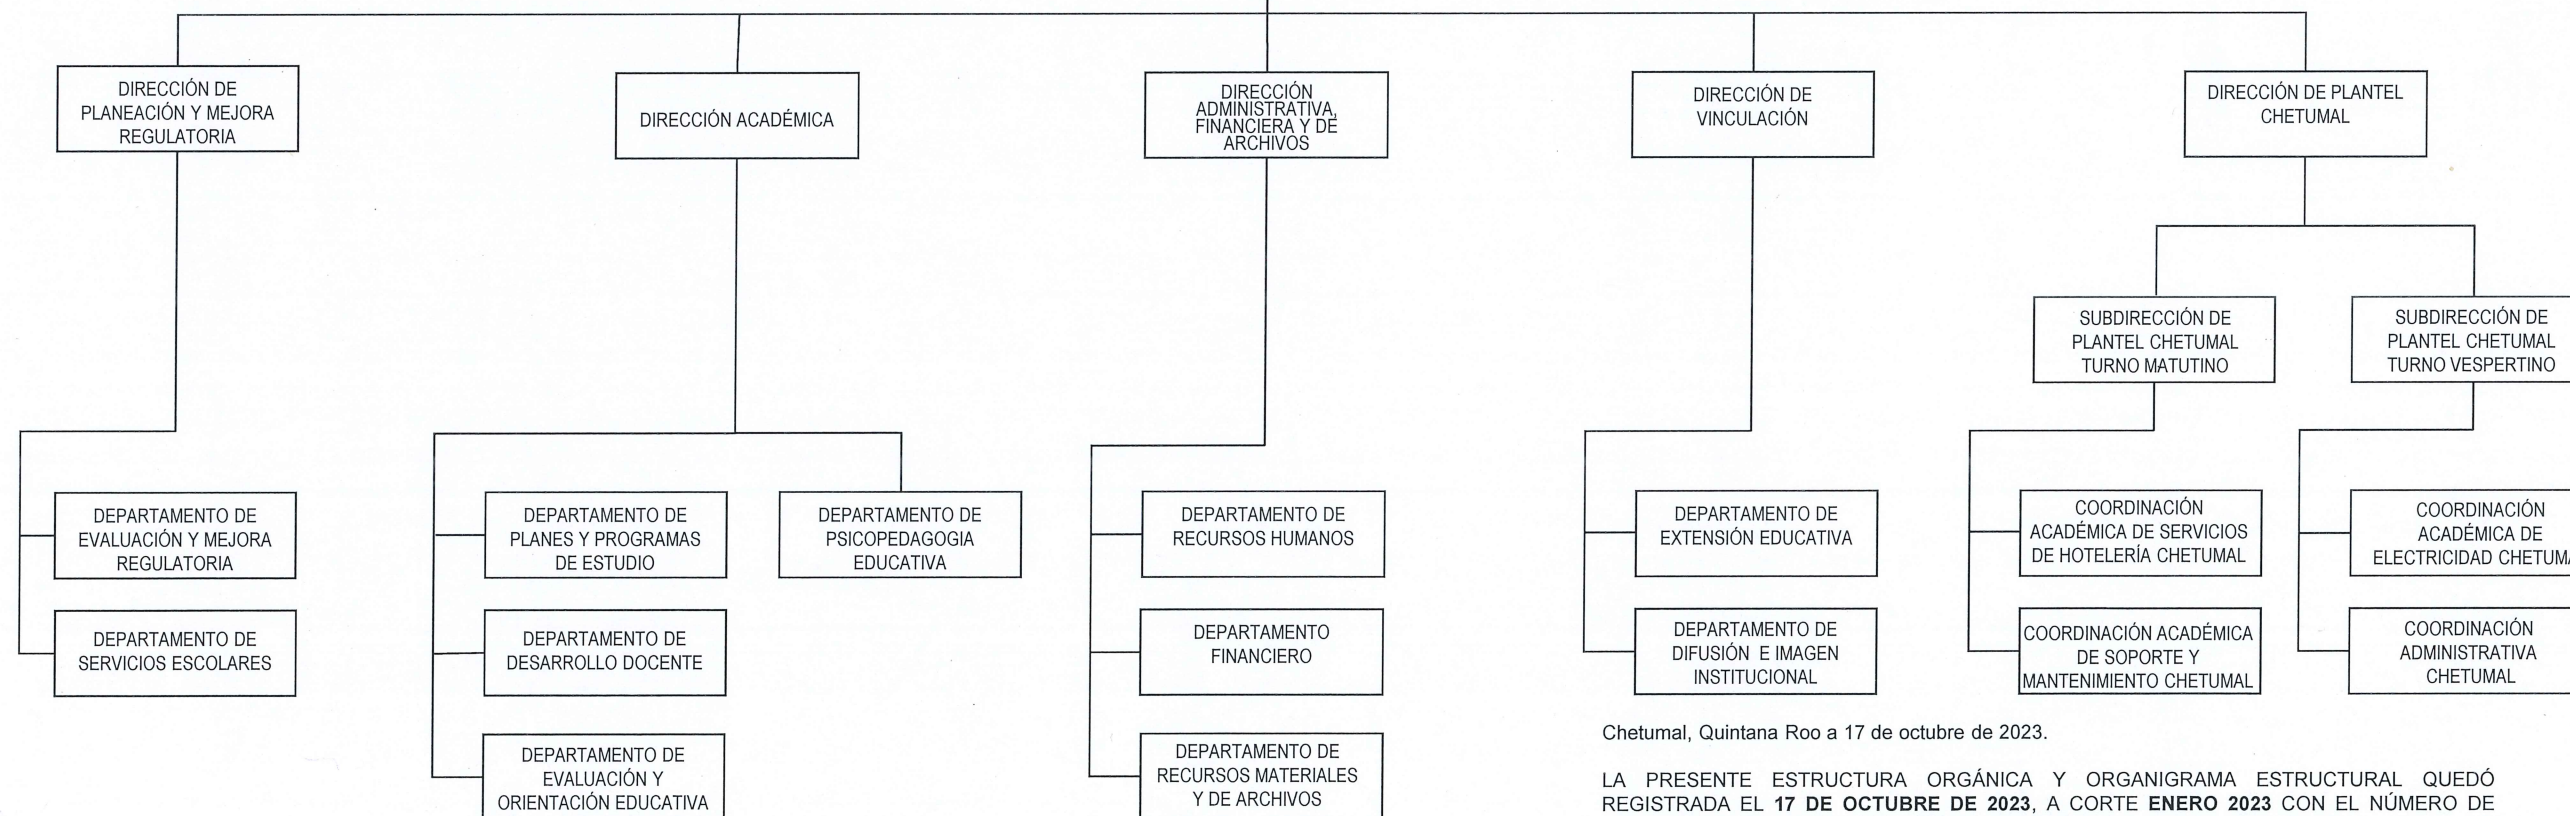 DIRECCIÓN DE
PLANEACIÓN Y MEJORA
REGULATORIA
DIRECCIÓN ACADÉMICA
DIRECCIÓN
ADMINISTRATIVA,
FINANCIERA Y DE
ARCHIVOS
DIRECCIÓN DE
VINCULACIÓN
DIRECCIÓN DE PLANTEL
CHETUMAL
SUBDIRECCIÓN DE
PLANTEL CHETUMAL
TURNO MATUTINO
SUBDIRECCIÓN DE
PLANTEL CHETUMAL
TURNO VESPERTINO
DEPARTAMENTO DE
EVALUACIÓN Y MEJORA
REGULATORIA
DEPARTAMENTO DE
PLANES Y PROGRAMAS
DE ESTUDIO
DEPARTAMENTO DE
PSICOPEDAGOGIA
EDUCATIVA
DEPARTAMENTO DE
RECURSOS HUMANOS
DEPARTAMENTO DE
EXTENSIÓN EDUCATIVA
COORDINACIÓN
ACADÉMICA DE SERVICIOS
DE HOTELERÍA CHETUMAL
COORDINACIÓN
ACADÉMICA DE
ELECTRICIDAD CHETUMA
DEPARTAMENTO DE
SERVICIOS ESCOLARES
DEPARTAMENTO DE
DESARROLLO DOCENTE
DEPARTAMENTO
FINANCIERO
DEPARTAMENTO DE
DIFUSIÓN E IMAGEN
INSTITUCIONAL
COORDINACIÓN ACADÉMICA
DE SOPORTE Y
MANTENIMIENTO CHETUMAL
COORDINACIÓN
ADMINISTRATIVA
CHETUMAL
DEPARTAMENTO DE
EVALUACIÓN Y
ORIENTACIÓN EDUCATIVA
DEPARTAMENTO DE
RECURSOS MATERIALES
Y DE ARCHIVOS
Chetumal, Quintana Roo a 17 de octubre de 2023.
LA PRESENTE ESTRUCTURA ORGÁNICA Y ORGANIGRAMA ESTRUCTURAL QUEDÓ
REGISTRADA EL 17 DE OCTUBRE DE 2023, A CORTE ENERO 2023 CON EL NÚMERO DE